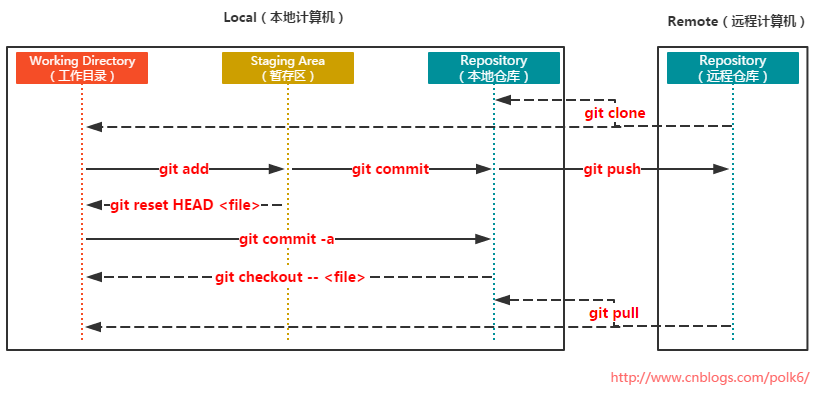 Local（本地计算机）
Remote（远程计算机）
Working Directory
（工作目录）
Staging Area
（暂存区）
Repository
（本地仓库）
Repository
（远程仓库）
git clone
git add
git commit
git push
git reset HEAD <file>
git commit -a
git checkout -- <file>
git pull
http://www.cnblogs.com/polk6/